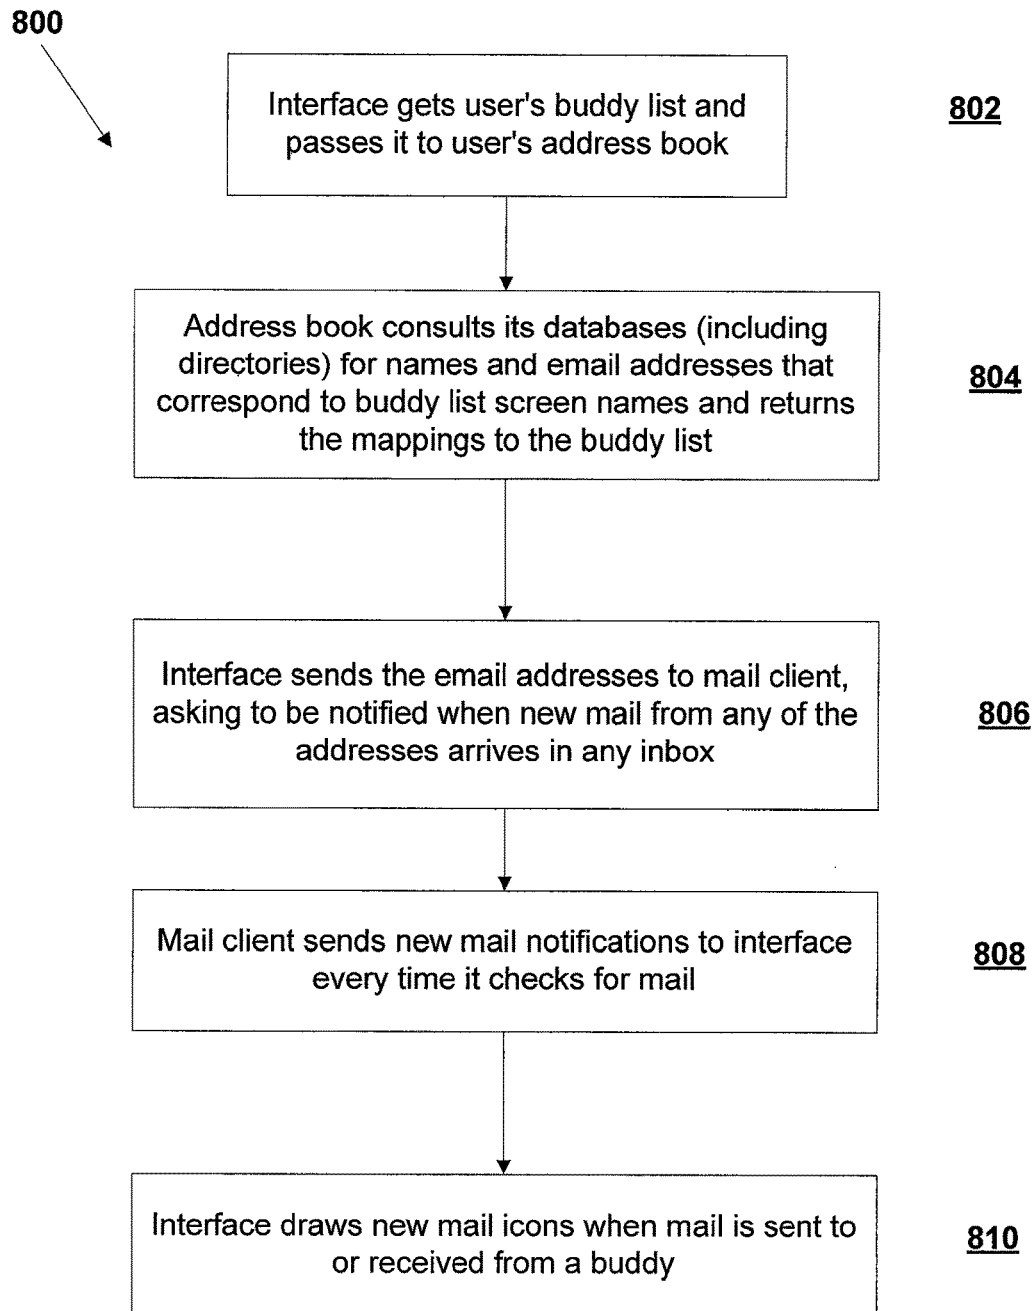 800
Interface gets user's buddy list and
passes it to user's address book
802
Address book consults its databases (including
directories) for names and email addresses that
correspond to buddy list screen names and returns
the mappings to the buddy list
804
Interface sends the email addresses to mail client,
asking to be notified when new mail from any of the
addresses arrives in any inbox
806
Mail client sends new mail notifications to interface
every time it checks for mail
808
Interface draws new mail icons when mail is sent to
or received from a buddy
810